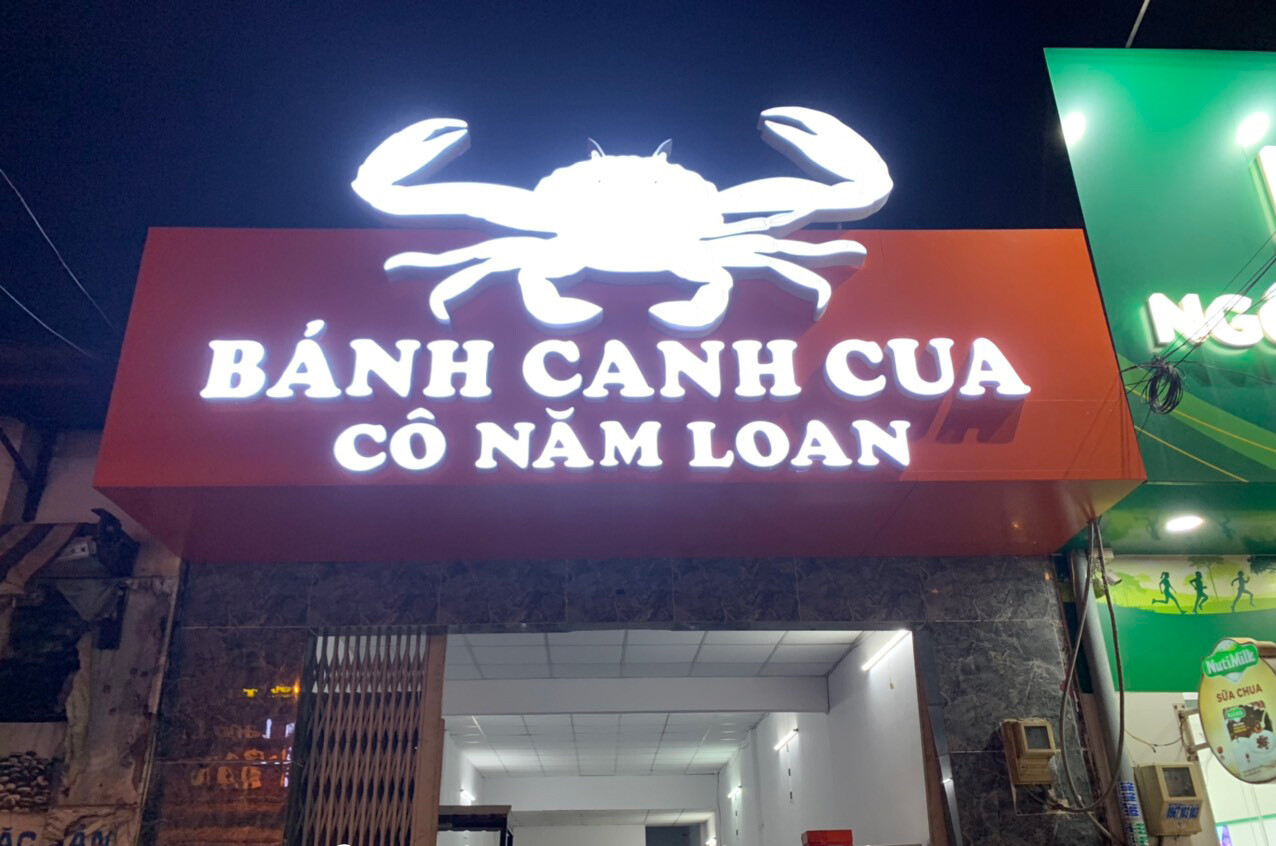 BÁNH CANH CUA
CÔ NĂM LOAN
NutiMilk
SỮA CHUA